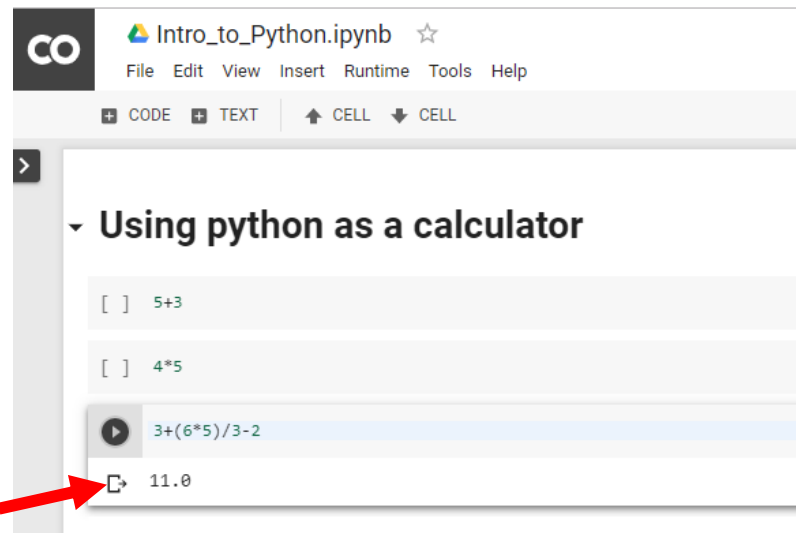 CO
Intro_to_Python.ipynb
File Edit View Insert Runtime Tools Help
CODE TEXT CELL CELL
Using python as a calculator
[ ] 5+3
[ ] 4*5
3+(6*5)/3-2
11.0